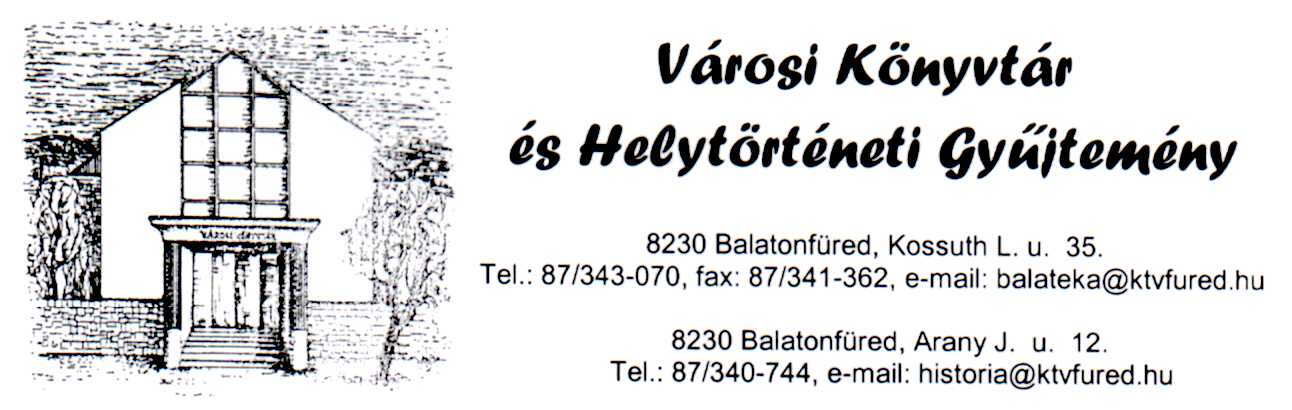 Városi Könyvtár
és Helytörténeti Gyűjtemény
8230 Balatonfüred, Kossuth L. u. 35.
Tel.: 87/343-070, fax: 87/341-362, e-mail: balateka@ktvfured.hu
8230 Balatonfüred, Arany J. u. 12.
Tel.: 87/340-744, e-mail: historia@ktvfured.hu